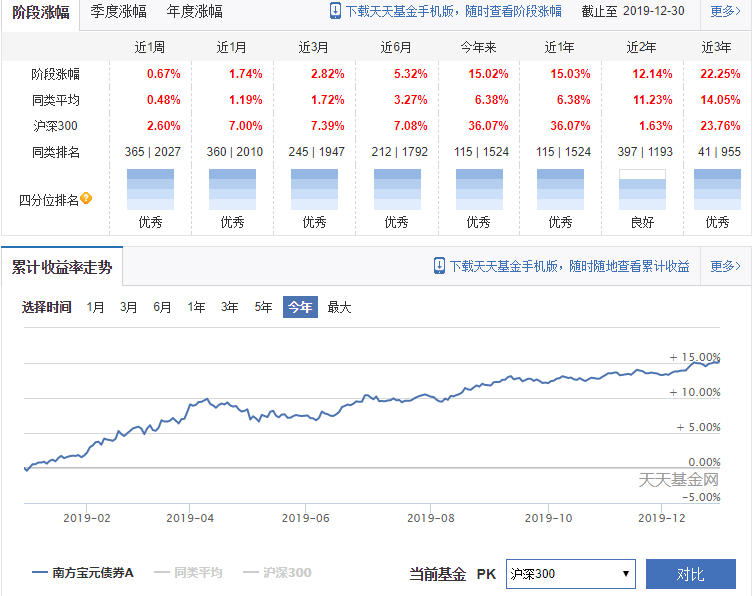 阶段涨幅 季度涨幅 年度涨幅 下载天天基金手机版，随时查看阶段涨幅 截止至 2019-12-30 更多>
近1周 近1月 近3月 近6月 今年来 近1年 近2年 近3年
阶段涨幅 0.67% 1.74% 2.82% 5.32% 15.02% 15.03% 12.14% 22.25%
同类平均 0.48% 1.19% 1.72% 3.27% 6.38% 6.38% 11.23% 14.05%
沪深300 2.60% 7.00% 7.39% 7.08% 36.07% 36.07% 1.63% 23.76%
同类排名 365 | 2027 360 | 2010 245 | 1947 212 | 1792 115 | 1524 115 | 1524 397 | 1193 41 | 955
四分位排名?
优秀 优秀 优秀 优秀 优秀 优秀 良好 优秀
累计收益率走势 下载天天基金手机版，随时随地查看累计收益 更多>
选择时间 1月 3月 6月 1年 3年 5年 今年 最大
+ 15.00%
+ 10.00%
+ 5.00%
0.00%
天天基金网
-5.00%
2019-02 2019-04 2019-06 2019-08 2019-10 2019-12
南方宝元债券A 同类平均 沪深300 当前基金 PK 沪深300 ▼ 对比